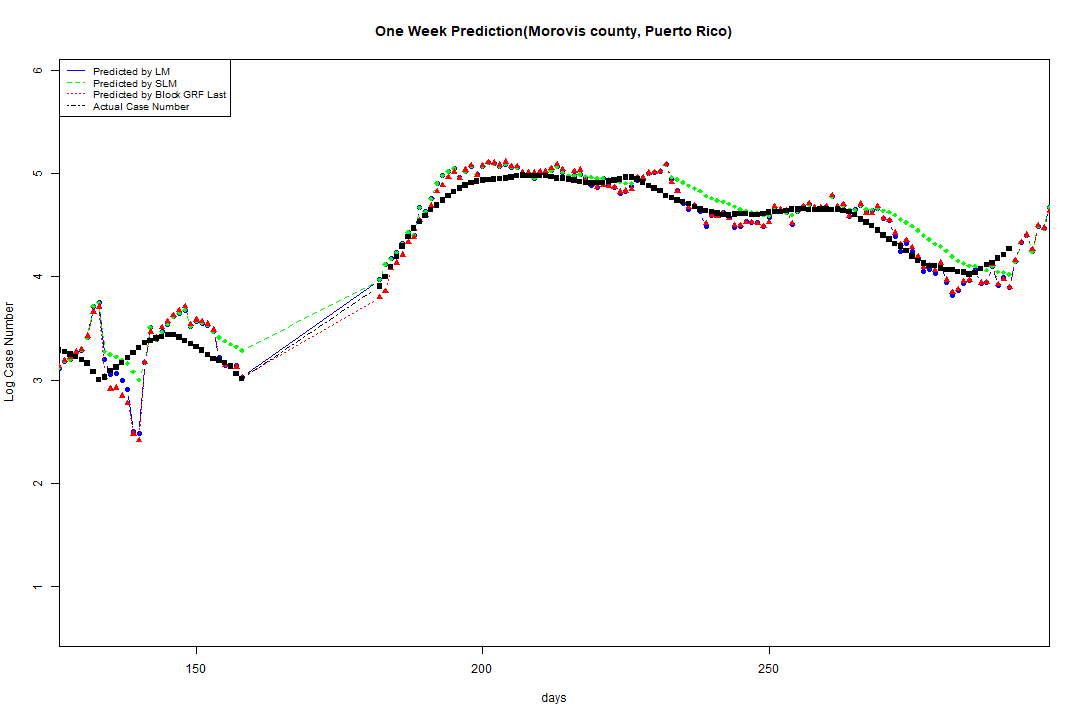 One Week Prediction(Morovis county, Puerto Rico)
Predicted by LM
Predicted by SLM
Predicted by Block GRF Last
Actual Case Number
Log Case Number
6
5
4
3
2
1
150
200
250
days